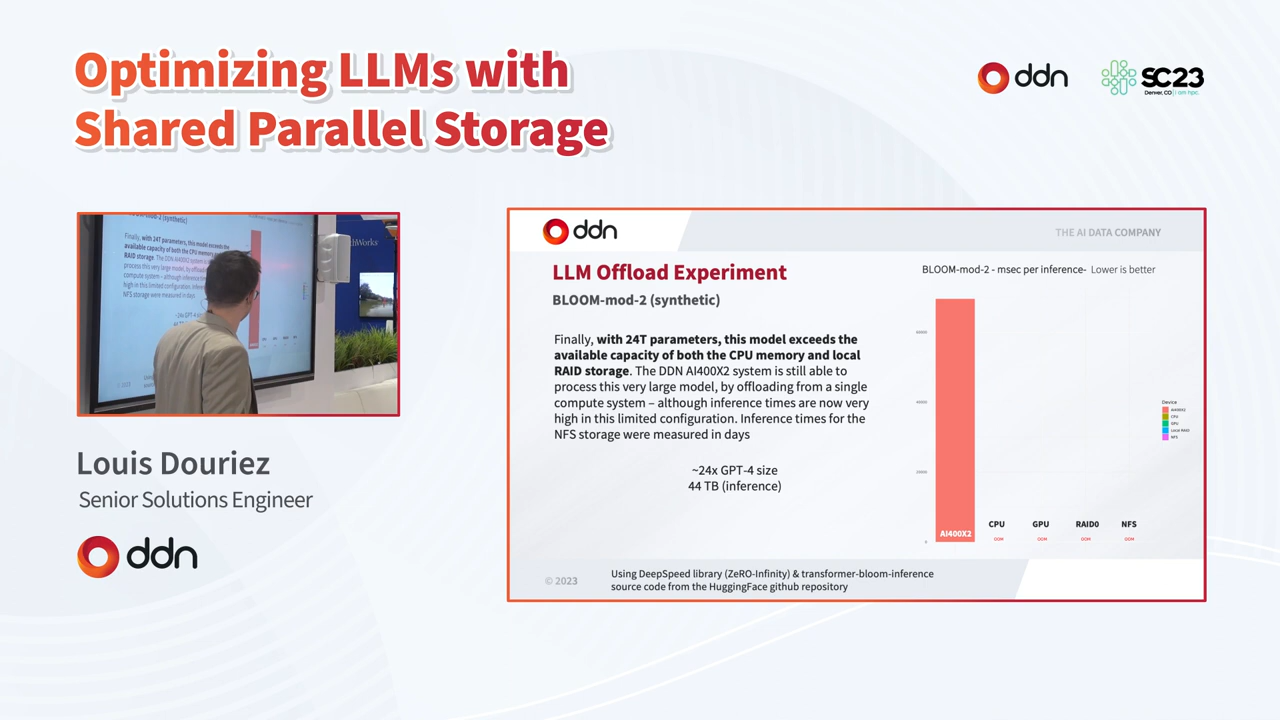 Optimizing LLMs with
Shared Parallel Storage
ddn
SC23
Denver, CO | I am hpc.
Louis Douriez
Senior Solutions Engineer
ddn
ddn
THE AI DATA COMPANY
LLM Offload Experiment
BLOOM-mod-2 (synthetic)
Finally, with 24T parameters, this model exceeds the
available capacity of both the CPU memory and local
RAID storage. The DDN AI400X2 system is still able to
process this very large model, by offloading from a single
compute system – although inference times are now very
high in this limited configuration. Inference times for the
NFS storage were measured in days
~24x GPT-4 size
44 TB (inference)
BLOOM-mod-2 - msec per inference- Lower is better
Device
AI400X2
CPU
GPU
Local RAID
NFS
CPU GPU RAID0 NFS
AI400X2
OOM OOM OOM OOM
© 2023
Using DeepSpeed library (ZeRO-Infinity) & transformer-bloom-inference
source code from the HuggingFace github repository